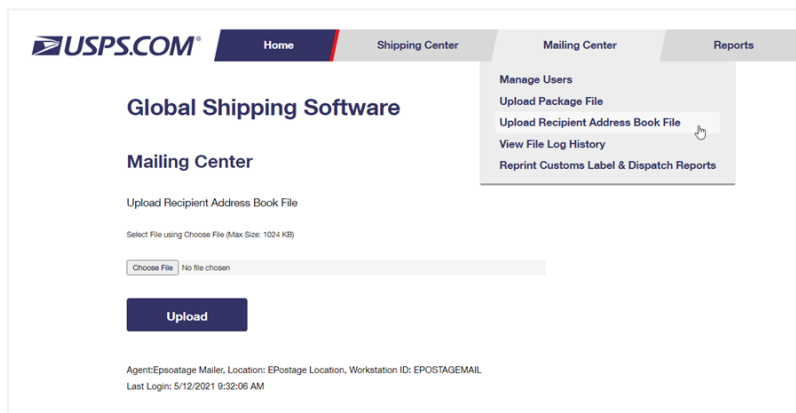 USPS.COM®
Home
Shipping Center
Mailing Center
Reports
Manage Users
Upload Package File
Upload Recipient Address Book File
View File Log History
Reprint Customs Label & Dispatch Reports
Global Shipping Software
Mailing Center
Upload Recipient Address Book File
Select File using Choose File (Max Size: 1024 KB)
Choose File No file chosen
Upload
Agent:Epsoatage Mailer, Location: EPostage Location, Workstation ID: EPOSTAGEMAIL
Last Login: 5/12/2021 9:32:06 AM